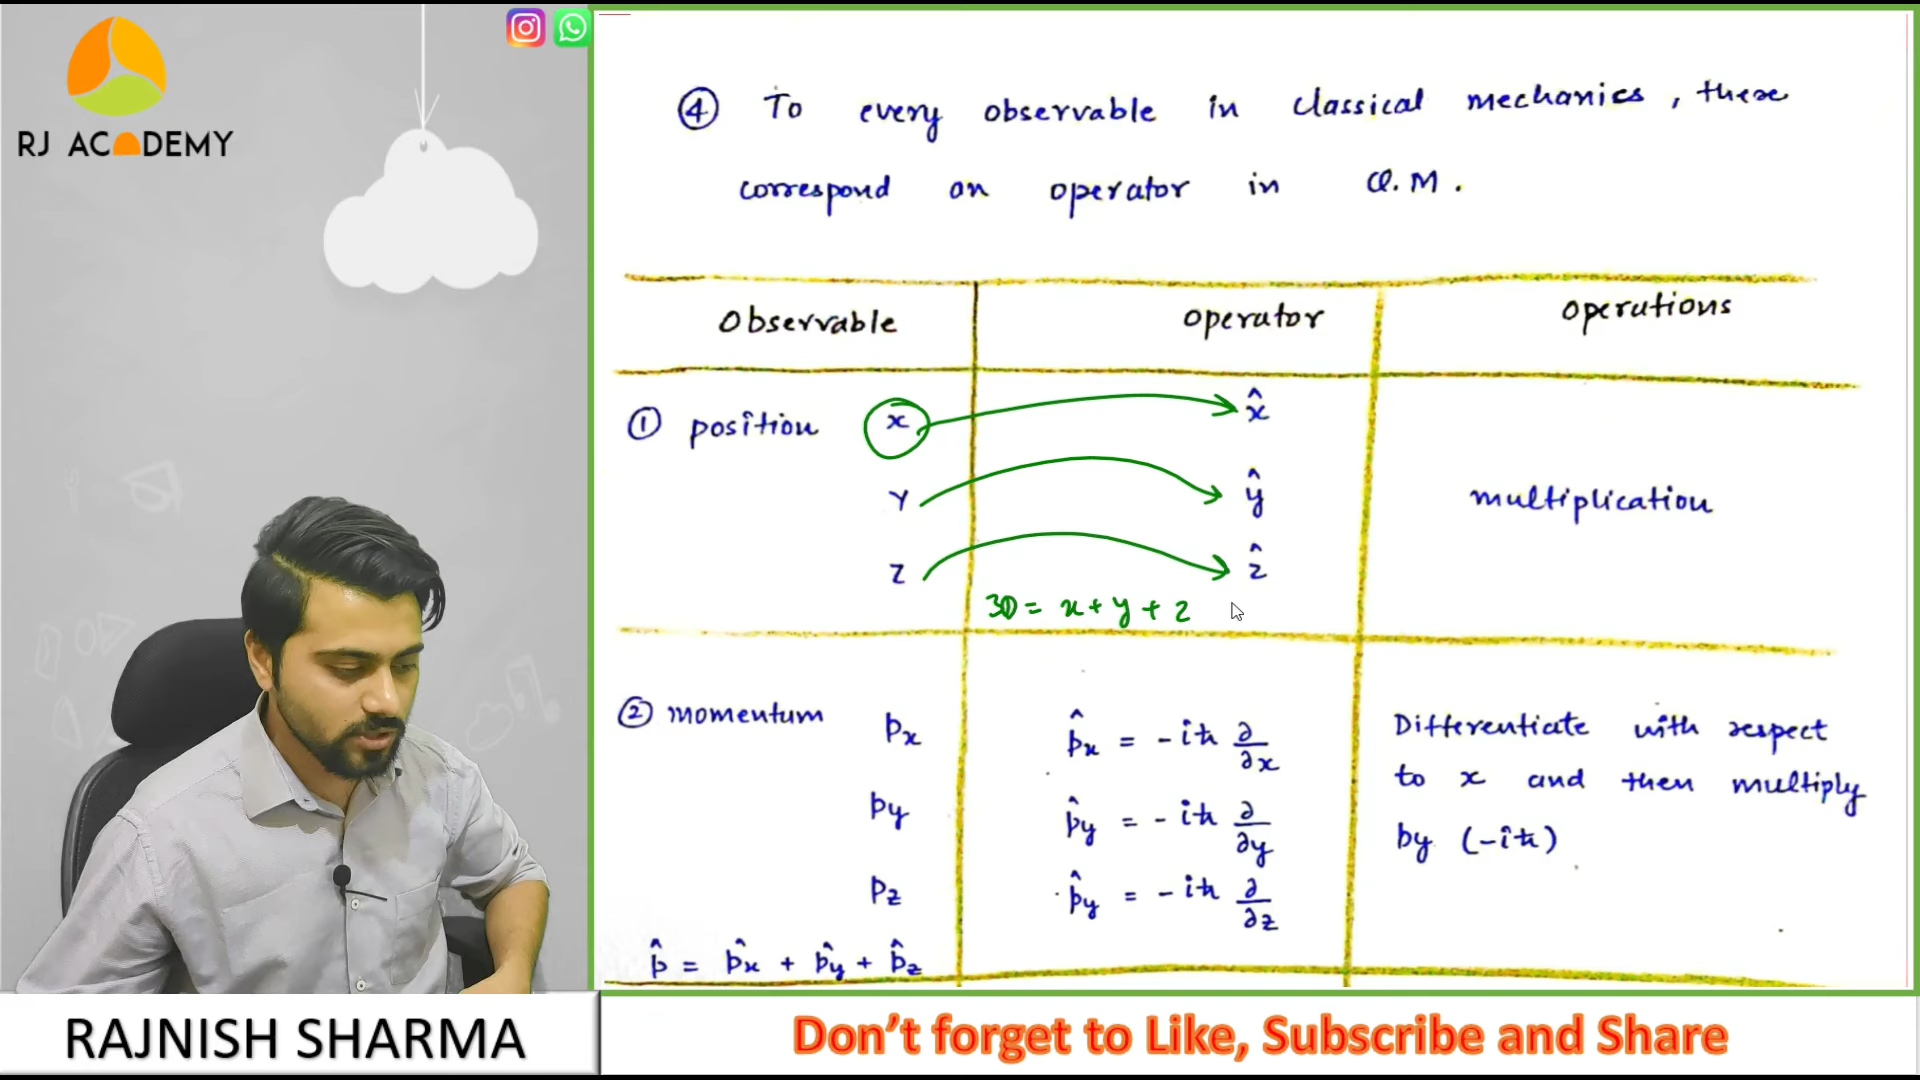 RJ ACADEMY
④ To every observable in classical mechanics, there
correspond an operator in Q.M.
Observable operator operations
① position x x̂
Y ŷ multiplication
Z ẑ
3D = x + y + z
② momentum px p̂x = -iħ ∂/∂x Differentiate with respect
to x and then multiply
py p̂y = -iħ ∂/∂y by (-iħ)
pz p̂y = -iħ ∂/∂z
p̂ = p̂x + p̂y + p̂z
RAJNISH SHARMA
Don't forget to Like, Subscribe and Share